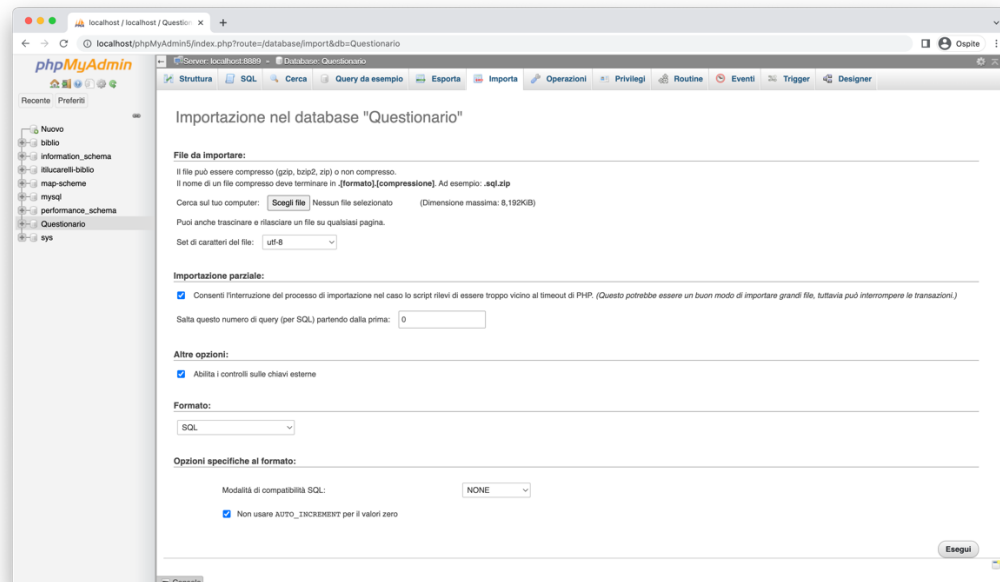 localhost / localhost / Question
localhost/phpMyAdmin5/index.php?route=/database/import&db=Questionario
Ospite
phpMyAdmin
Recente Preferiti
Nuovo
biblio
information_schema
itilucarelli-biblio
map-scheme
mysql
performance_schema
Questionario
sys
Server: localhost:8889 » Database: Questionario
Struttura SQL Cerca Query da esempio Esporta Importa Operazioni Privilegi Routine Eventi Trigger Designer
Importazione nel database "Questionario"
File da importare:
Il file può essere compresso (gzip, bzip2, zip) o non compresso.
Il nome di un file compresso deve terminare in .[formato].[compressione]. Ad esempio: .sql.zip
Cerca sul tuo computer: Scegli file Nessun file selezionato (Dimensione massima: 8,192KiB)
Puoi anche trascinare e rilasciare un file su qualsiasi pagina.
Set di caratteri del file: utf-8
Importazione parziale:
Consenti l'interruzione del processo di importazione nel caso lo script rilevi di essere troppo vicino al timeout di PHP. (Questo potrebbe essere un buon modo di importare grandi file, tuttavia può interrompere le transazioni.)
Salta questo numero di query (per SQL) partendo dalla prima: 0
Altre opzioni:
Abilita i controlli sulle chiavi esterne
Formato:
SQL
Opzioni specifiche al formato:
Modalità di compatibilità SQL: NONE
Non usare AUTO_INCREMENT per il valori zero
Esegui
Console